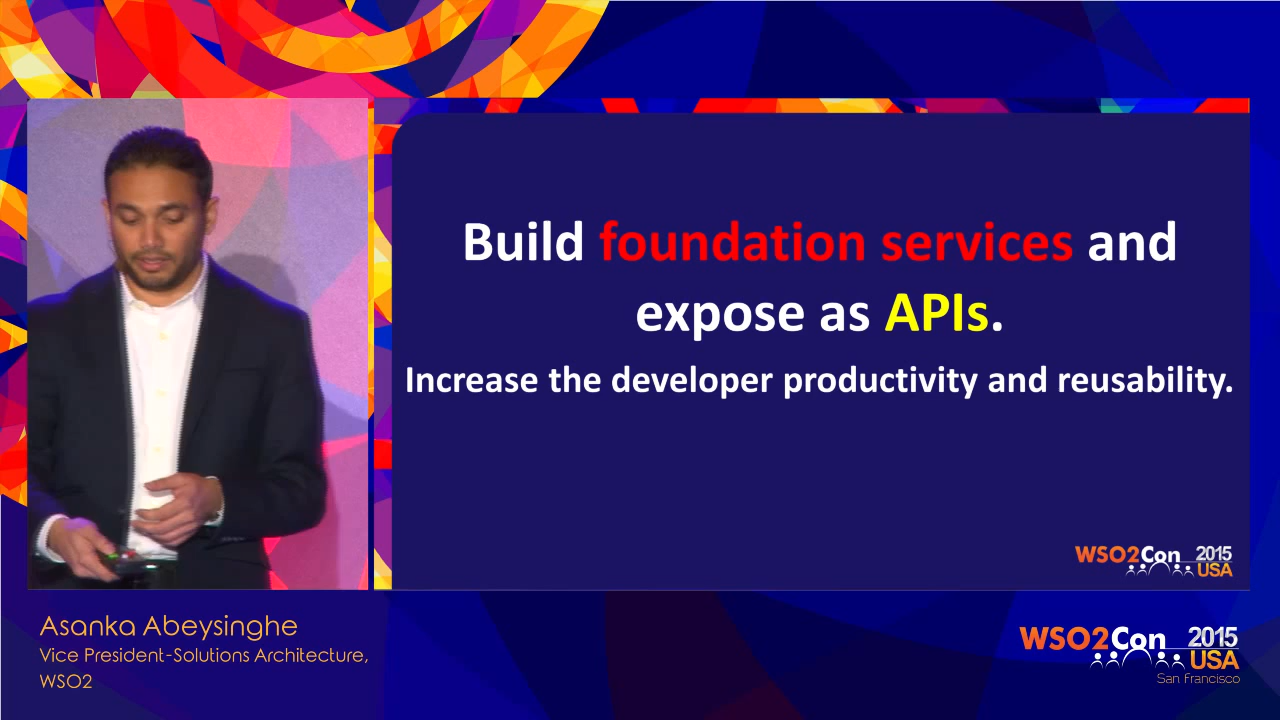 Build foundation services and
expose as APIs.
Increase the developer productivity and reusability.
WSO2Con 2015
USA
Asanka Abeysinghe
Vice President-Solutions Architecture,
WSO2
WSO2Con 2015
USA
San Francisco